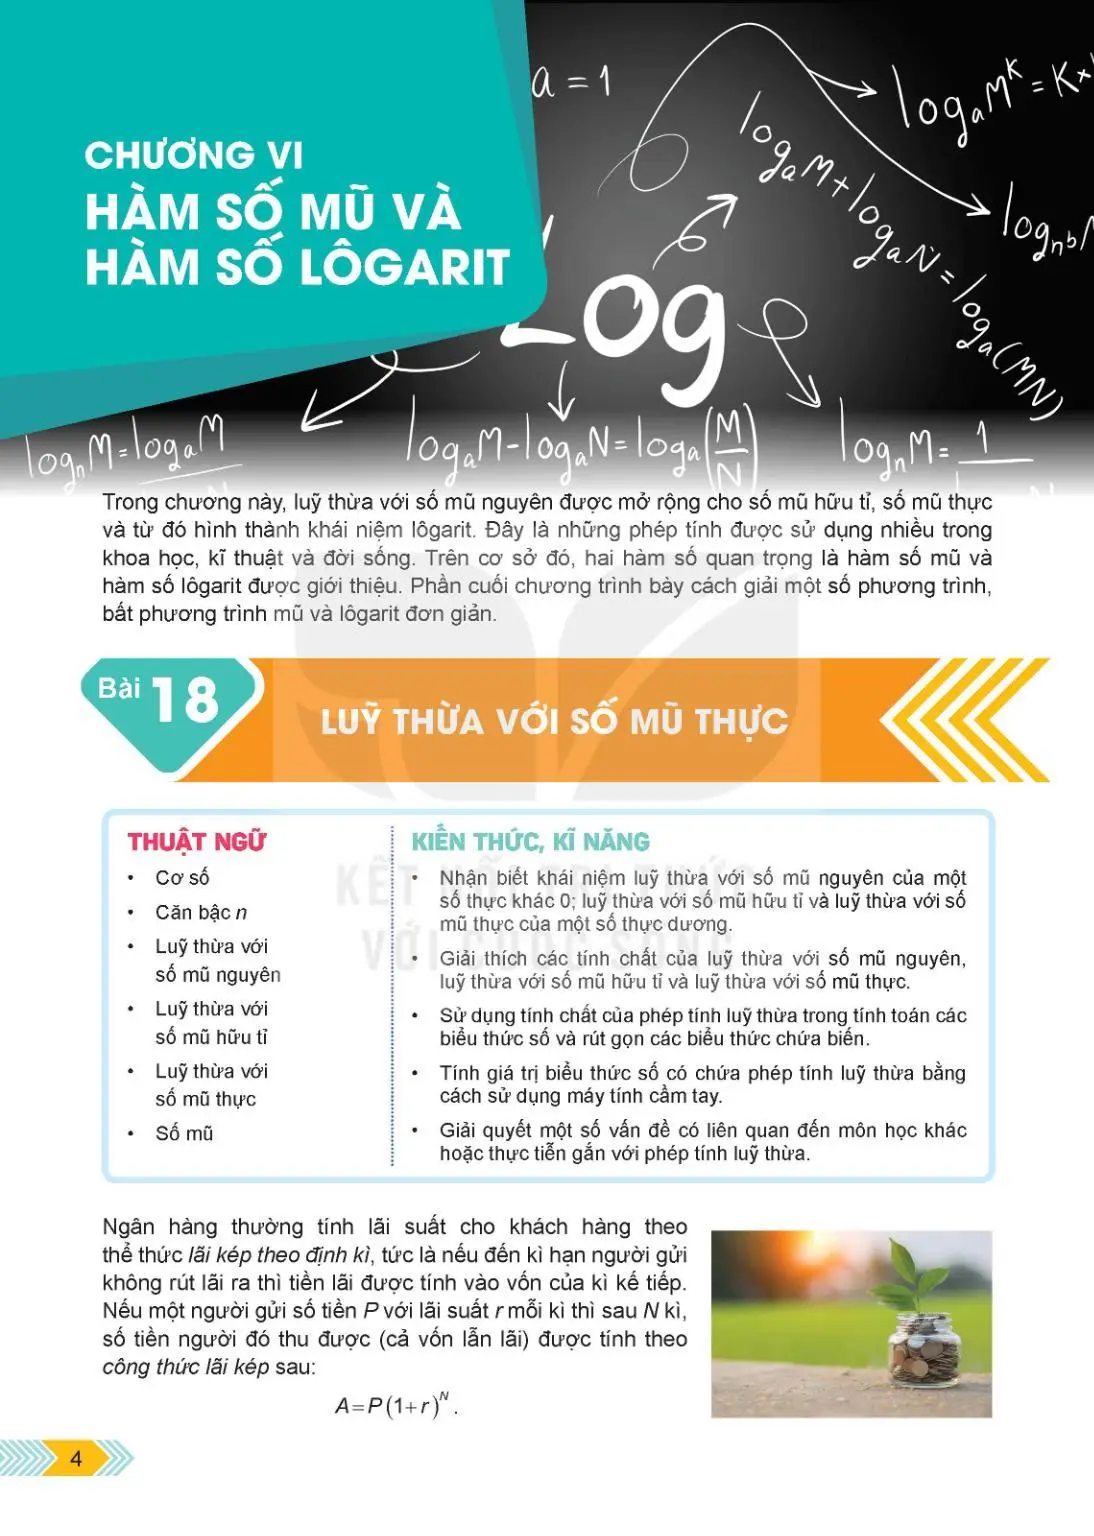 a = 1
logₐMᴷ = K×
logₐM + logₐN = logₐ(MN)
CHƯƠNG VI
HÀM SỐ MŨ VÀ
HÀM SỐ LÔGARIT
Log
logₙM = logₐM
logₐM - logₐN = logₐ(M/N)
logₙM = 1
Trong chương này, luỹ thừa với số mũ nguyên được mở rộng cho số mũ hữu tỉ, số mũ thực
và từ đó hình thành khái niệm lôgarit. Đây là những phép tính được sử dụng nhiều trong
khoa học, kĩ thuật và đời sống. Trên cơ sở đó, hai hàm số quan trọng là hàm số mũ và
hàm số lôgarit được giới thiệu. Phần cuối chương trình bày cách giải một số phương trình,
bất phương trình mũ và lôgarit đơn giản.
Bài 18
LUỸ THỪA VỚI SỐ MŨ THỰC
THUẬT NGỮ
• Cơ số
• Căn bậc n
• Luỹ thừa với
số mũ nguyên
• Luỹ thừa với
số mũ hữu tỉ
• Luỹ thừa với
số mũ thực
• Số mũ
KIẾN THỨC, KĨ NĂNG
• Nhận biết khái niệm luỹ thừa với số mũ nguyên của một
số thực khác 0; luỹ thừa với số mũ hữu tỉ và luỹ thừa với số
mũ thực của một số thực dương.
• Giải thích các tính chất của luỹ thừa với số mũ nguyên,
luỹ thừa với số mũ hữu tỉ và luỹ thừa với số mũ thực.
• Sử dụng tính chất của phép tính luỹ thừa trong tính toán các
biểu thức số và rút gọn các biểu thức chứa biến.
• Tính giá trị biểu thức số có chứa phép tính luỹ thừa bằng
cách sử dụng máy tính cầm tay.
• Giải quyết một số vấn đề có liên quan đến môn học khác
hoặc thực tiễn gắn với phép tính luỹ thừa.
KẾT NỐI TRI THỨC
VỚI CUỘC SỐNG
Ngân hàng thường tính lãi suất cho khách hàng theo
thể thức lãi kép theo định kì, tức là nếu đến kì hạn người gửi
không rút lãi ra thì tiền lãi được tính vào vốn của kì kế tiếp.
Nếu một người gửi số tiền P với lãi suất r mỗi kì thì sau N kì,
số tiền người đó thu được (cả vốn lẫn lãi) được tính theo
công thức lãi kép sau:
A = P(1+r)ᴺ.
4